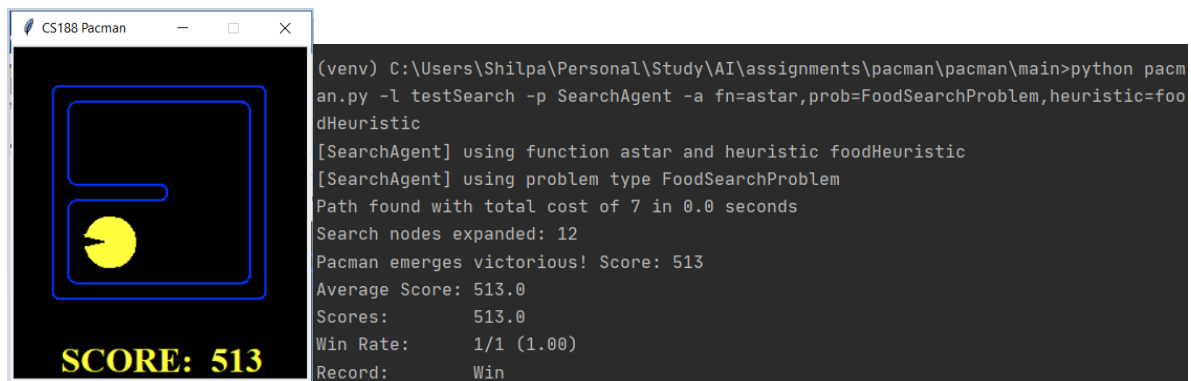 CS188 Pacman
SCORE: 513
(venv) C:\Users\Shilpa\Personal\Study\AI\assignments\pacman\pacman\main>python pacm
an.py -l testSearch -p SearchAgent -a fn=astar,prob=FoodSearchProblem,heuristic=foo
dHeuristic
[SearchAgent] using function astar and heuristic foodHeuristic
[SearchAgent] using problem type FoodSearchProblem
Path found with total cost of 7 in 0.0 seconds
Search nodes expanded: 12
Pacman emerges victorious! Score: 513
Average Score: 513.0
Scores:        513.0
Win Rate:      1/1 (1.00)
Record:        Win